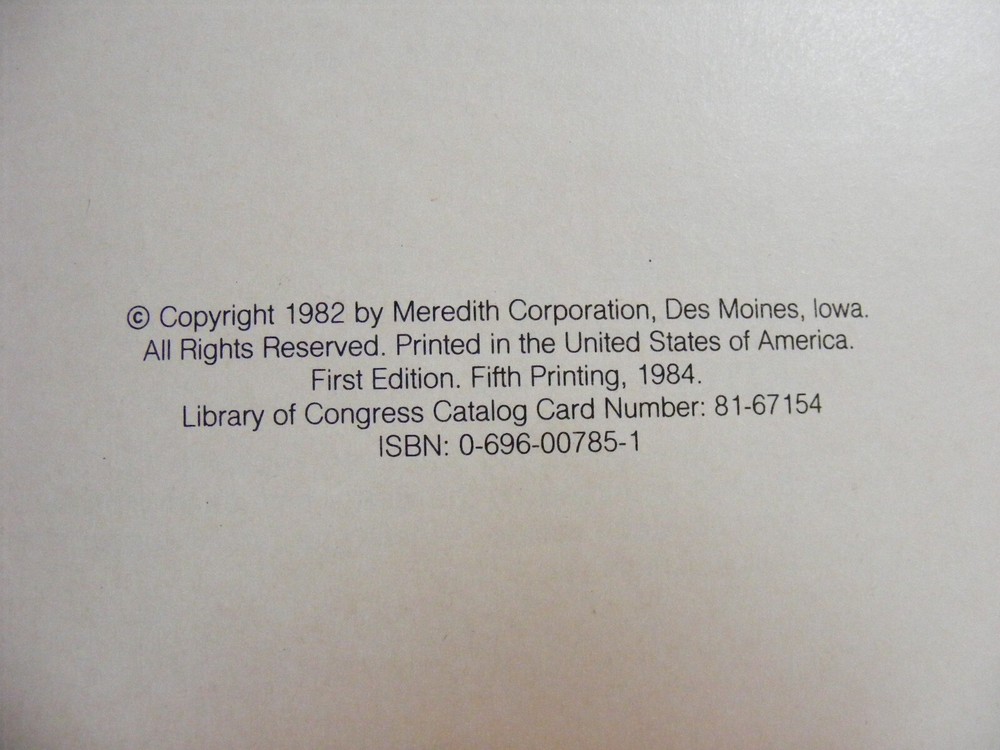 © Copyright 1982 by Meredith Corporation, Des Moines, Iowa.
All Rights Reserved. Printed in the United States of America.
First Edition. Fifth Printing, 1984.
Library of Congress Catalog Card Number: 81-67154
ISBN: 0-696-00785-1